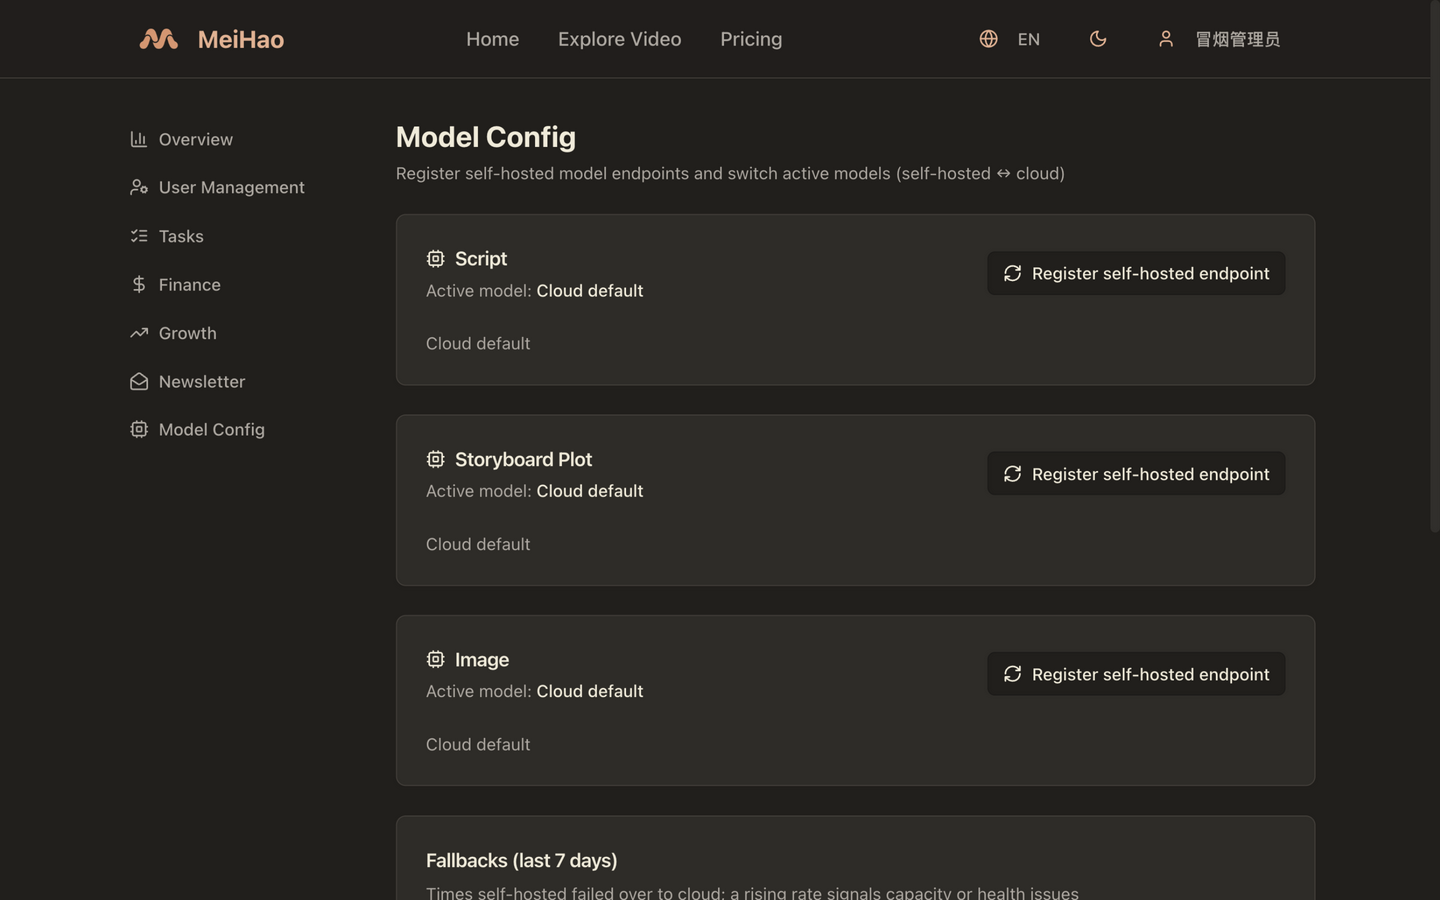 MeiHao
Home
Explore Video
Pricing
EN
冒烟管理员
Overview
User Management
Tasks
Finance
Growth
Newsletter
Model Config
Model Config
Register self-hosted model endpoints and switch active models (self-hosted ↔ cloud)
Script
Active model: Cloud default
Register self-hosted endpoint
Cloud default
Storyboard Plot
Active model: Cloud default
Register self-hosted endpoint
Cloud default
Image
Active model: Cloud default
Register self-hosted endpoint
Cloud default
Fallbacks (last 7 days)
Times self-hosted failed over to cloud; a rising rate signals capacity or health issues